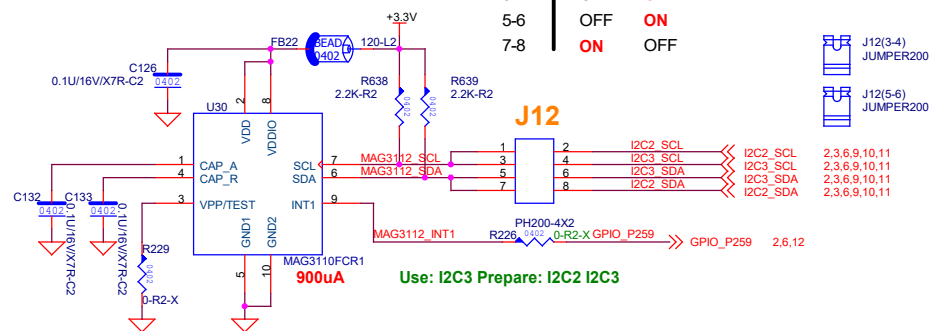 +3.3V
5-6 OFF ON
7-8 ON OFF
FB22 BEAD 0402 120-L2
C126
0.1U/16V/X7R-C2
0402
R638
2.2K-R2
0402
R639
2.2K-R2
0402
J12(3-4)
JUMPER200
J12(5-6)
JUMPER200
U30
2 VDD
8 VDDIO
1 CAP_A
4 CAP_R
3 VPP/TEST
SCL 7 MAG3112_SCL
SDA 6 MAG3112_SDA
INT1 9
GND1 5
GND2 10
MAG3110FCR1
900uA
C132
0402
0.1U/16V/X7R-C2
C133
0402
0.1U/16V/X7R-C2
R229
0402
0-R2-X
J12
1 2 I2C2_SCL I2C2_SCL 2,3,6,9,10,11
3 4 I2C3_SCL I2C3_SCL 2,3,6,9,10,11
5 6 I2C3_SDA I2C3_SDA 2,3,6,9,10,11
7 8 I2C2_SDA I2C2_SDA 2,3,6,9,10,11
PH200-4X2
MAG3112_INT1 R226 0402 0-R2-X GPIO_P259 GPIO_P259 2,6,12
Use: I2C3 Prepare: I2C2 I2C3